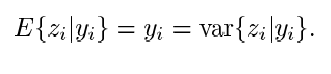 E{z_i|y_i} = y_i = var{z_i|y_i}.